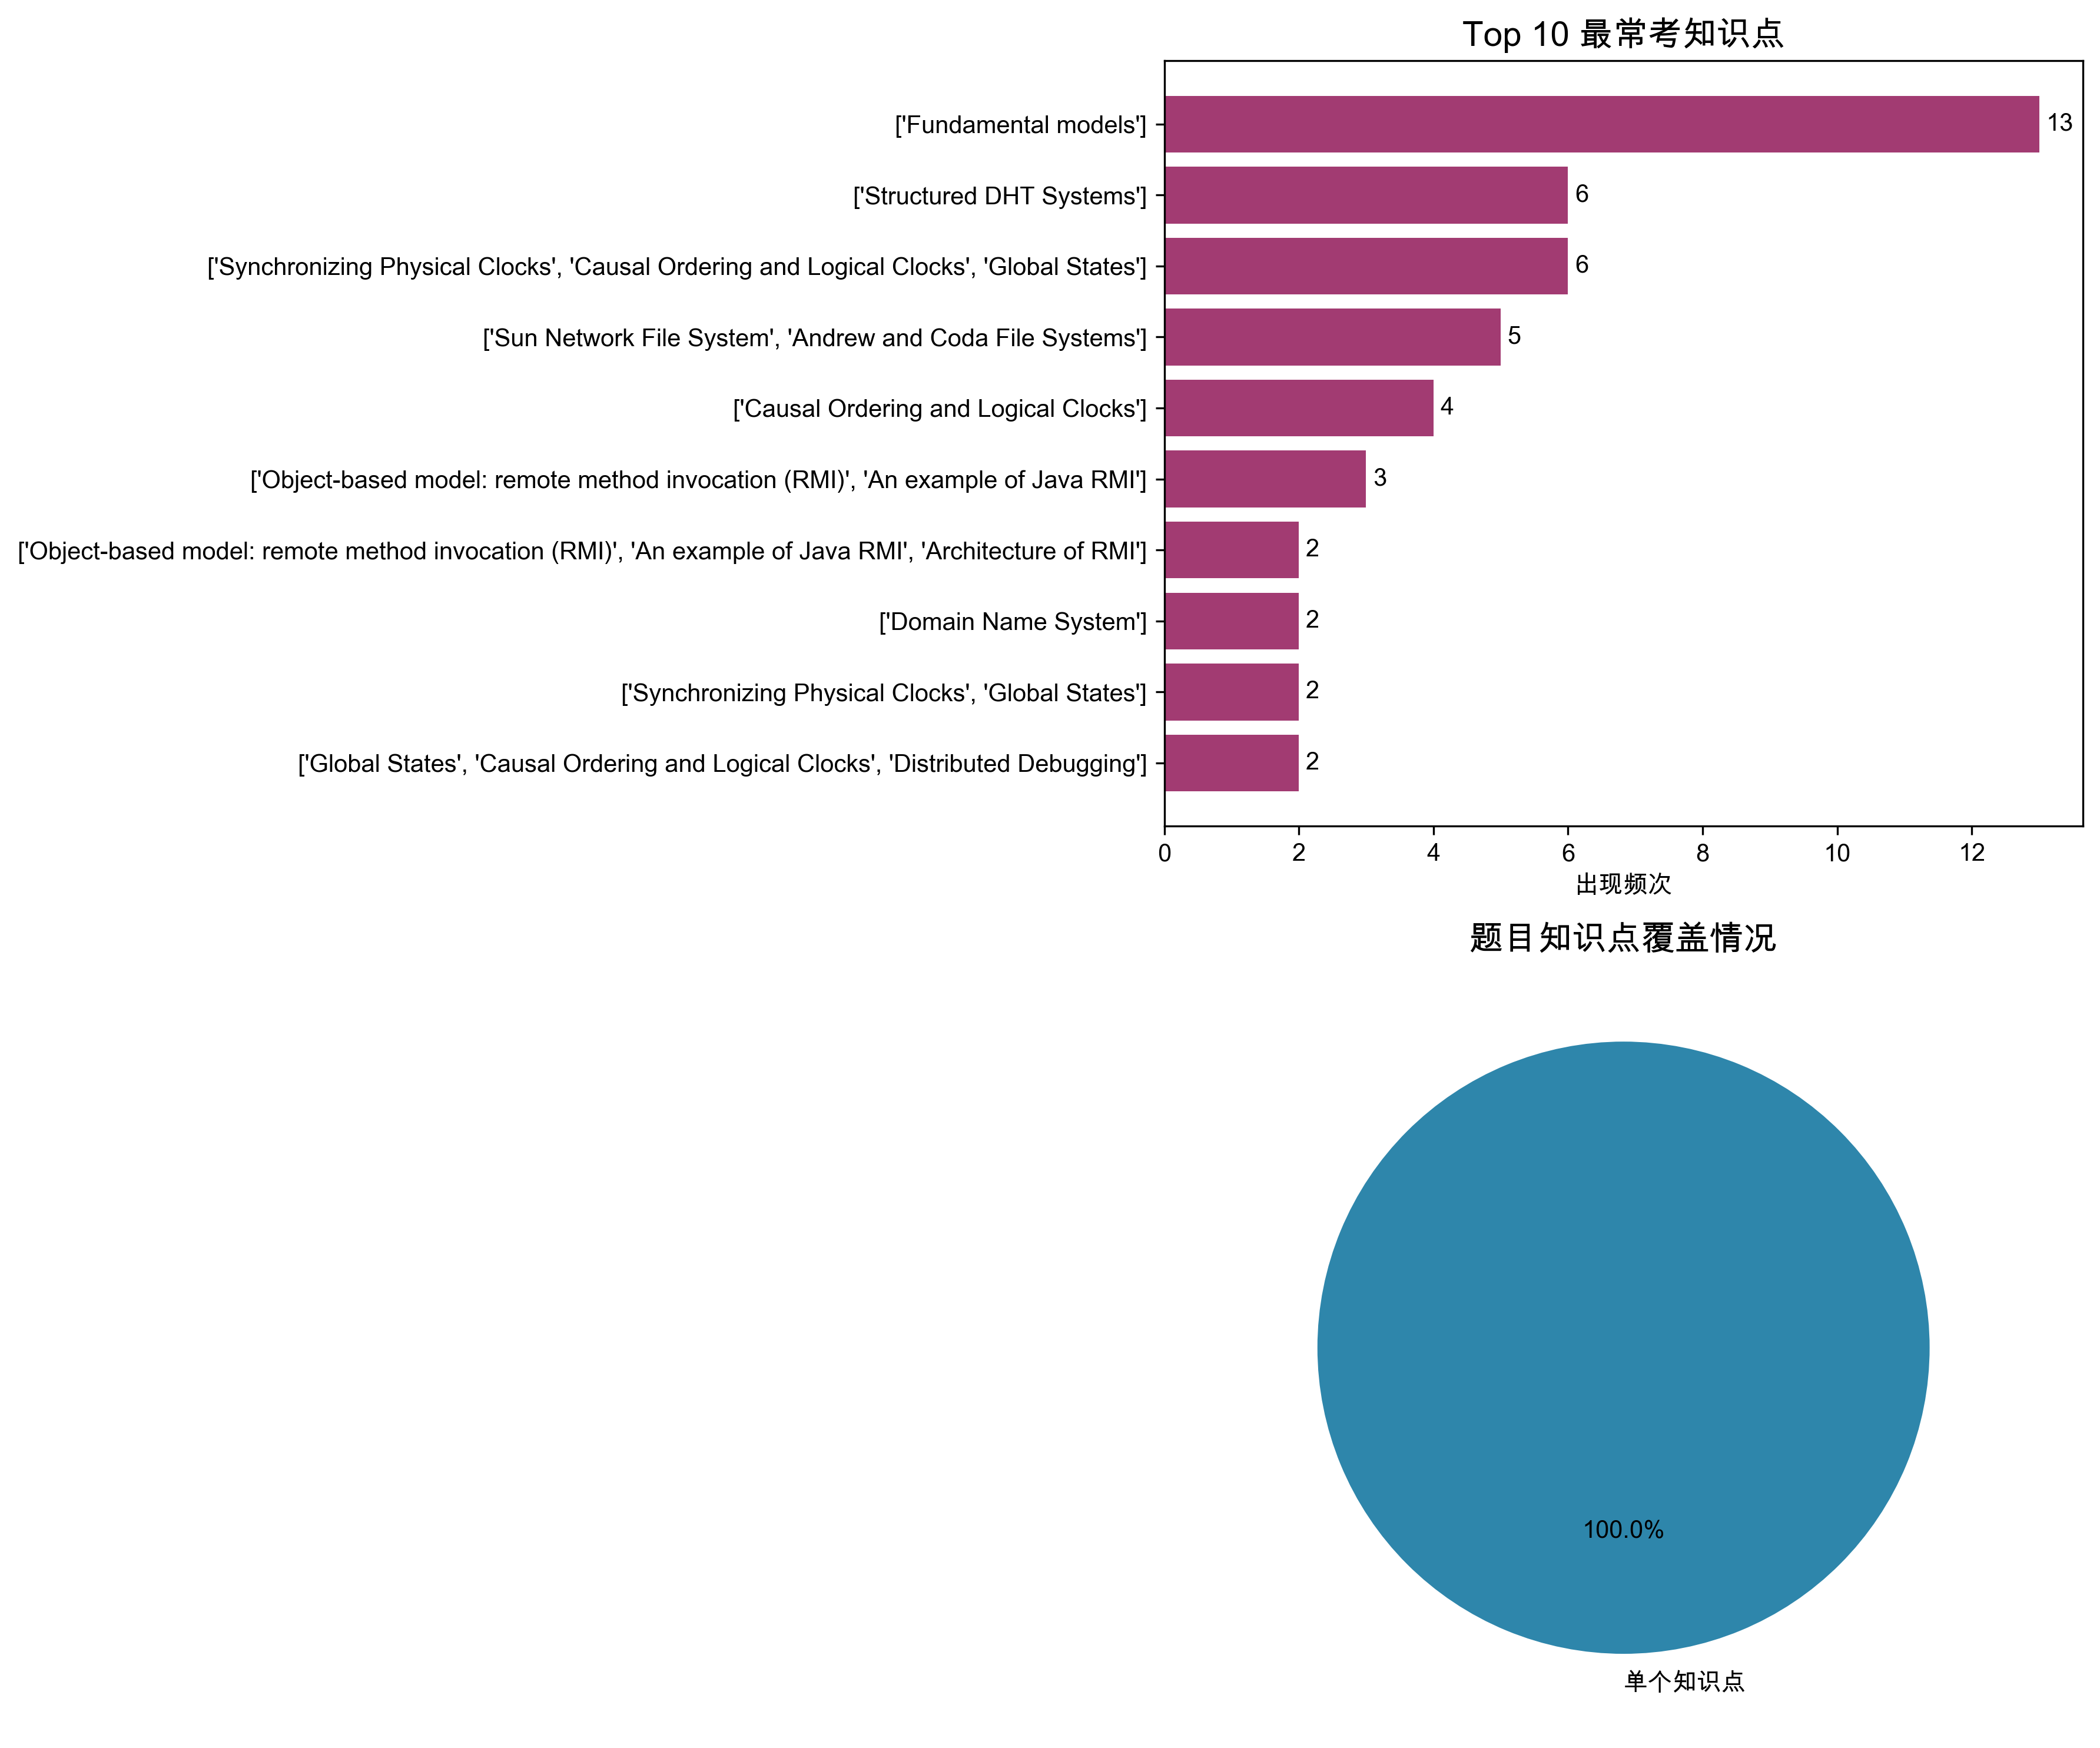 Top 10 最常考知识点
['Fundamental models']
13
['Structured DHT Systems']
6
['Synchronizing Physical Clocks', 'Causal Ordering and Logical Clocks', 'Global States']
6
['Sun Network File System', 'Andrew and Coda File Systems']
5
['Causal Ordering and Logical Clocks']
4
['Object-based model: remote method invocation (RMI)', 'An example of Java RMI']
3
['Object-based model: remote method invocation (RMI)', 'An example of Java RMI', 'Architecture of RMI']
2
['Domain Name System']
2
['Synchronizing Physical Clocks', 'Global States']
2
['Global States', 'Causal Ordering and Logical Clocks', 'Distributed Debugging']
2
0 2 4 6 8 10 12
出现频次
题目知识点覆盖情况
100.0%
单个知识点